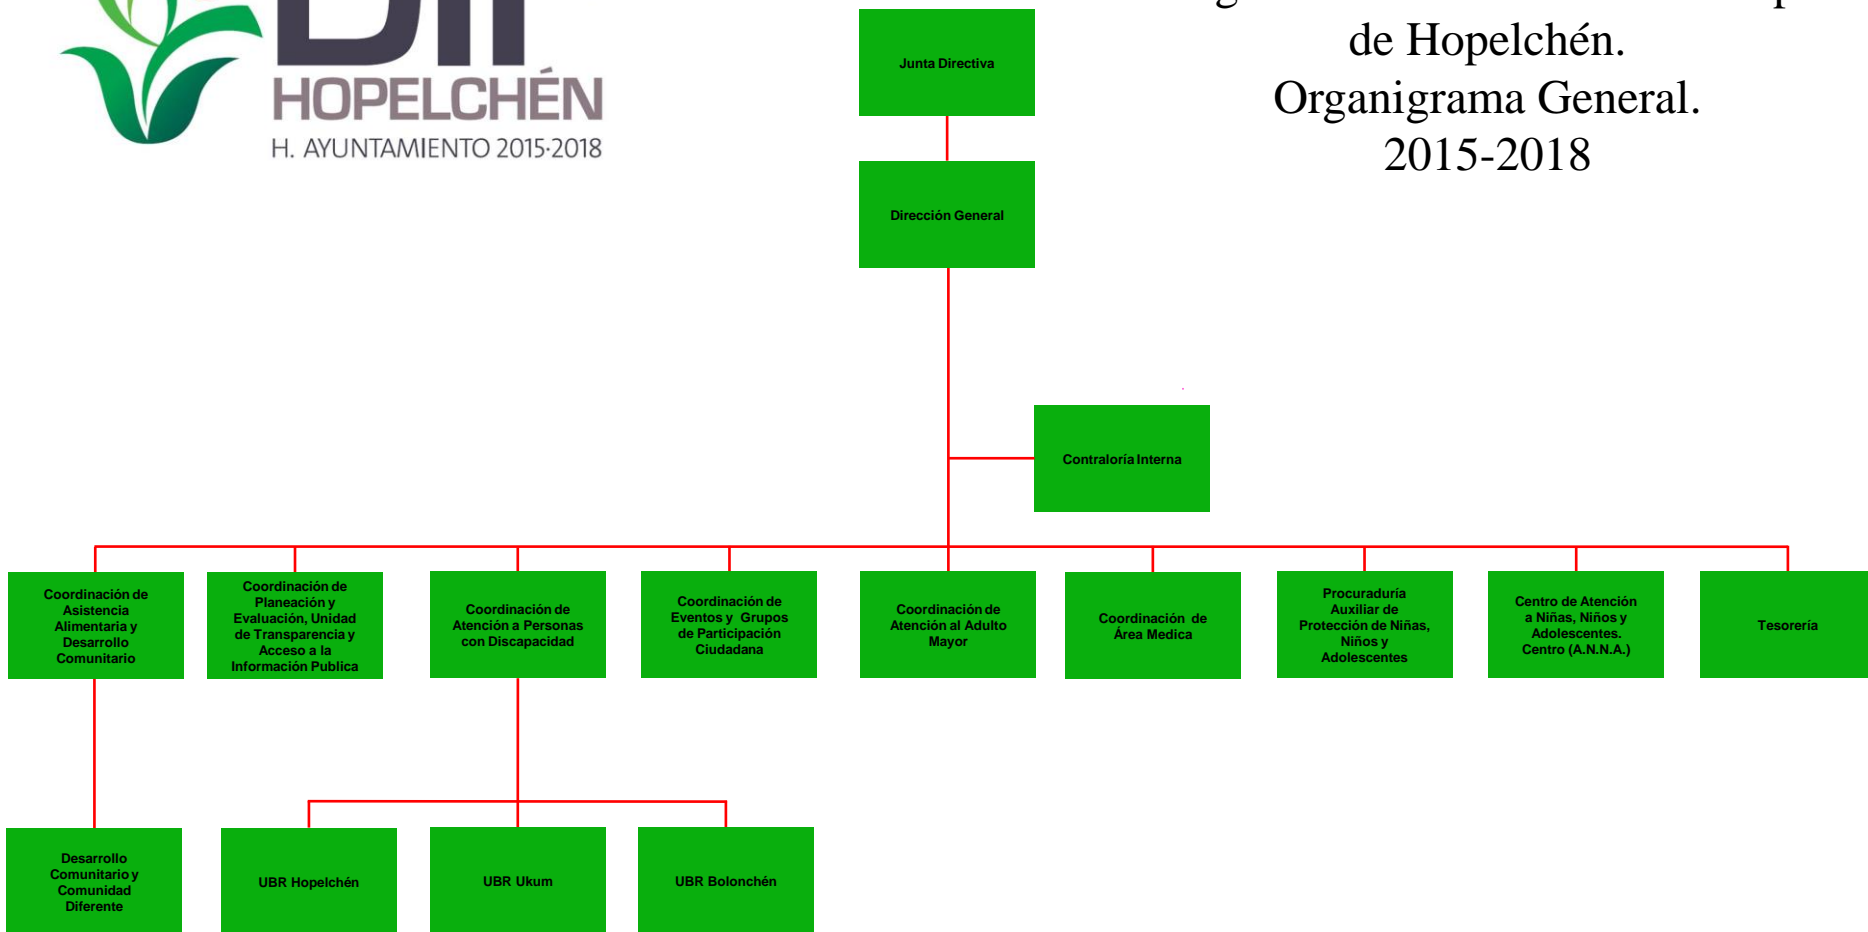 HOPELCHÉN
H. AYUNTAMIENTO 2015·2018
de Hopelchén.
Organigrama General.
2015-2018
Junta Directiva
Dirección General
Contraloría Interna
Coordinación de
Asistencia
Alimentaria y
Desarrollo
Comunitario
Coordinación de
Planeación y
Evaluación, Unidad
de Transparencia y
Acceso a la
Información Publica
Coordinación de
Atención a Personas
con Discapacidad
Coordinación de
Eventos y Grupos
de Participación
Ciudadana
Coordinación de
Atención al Adulto
Mayor
Coordinación de
Área Medica
Procuraduría
Auxiliar de
Protección de Niñas,
Niños y
Adolescentes
Centro de Atención
a Niñas, Niños y
Adolescentes.
Centro (A.N.N.A.)
Tesorería
Desarrollo
Comunitario y
Comunidad
Diferente
UBR Hopelchén
UBR Ukum
UBR Bolonchén